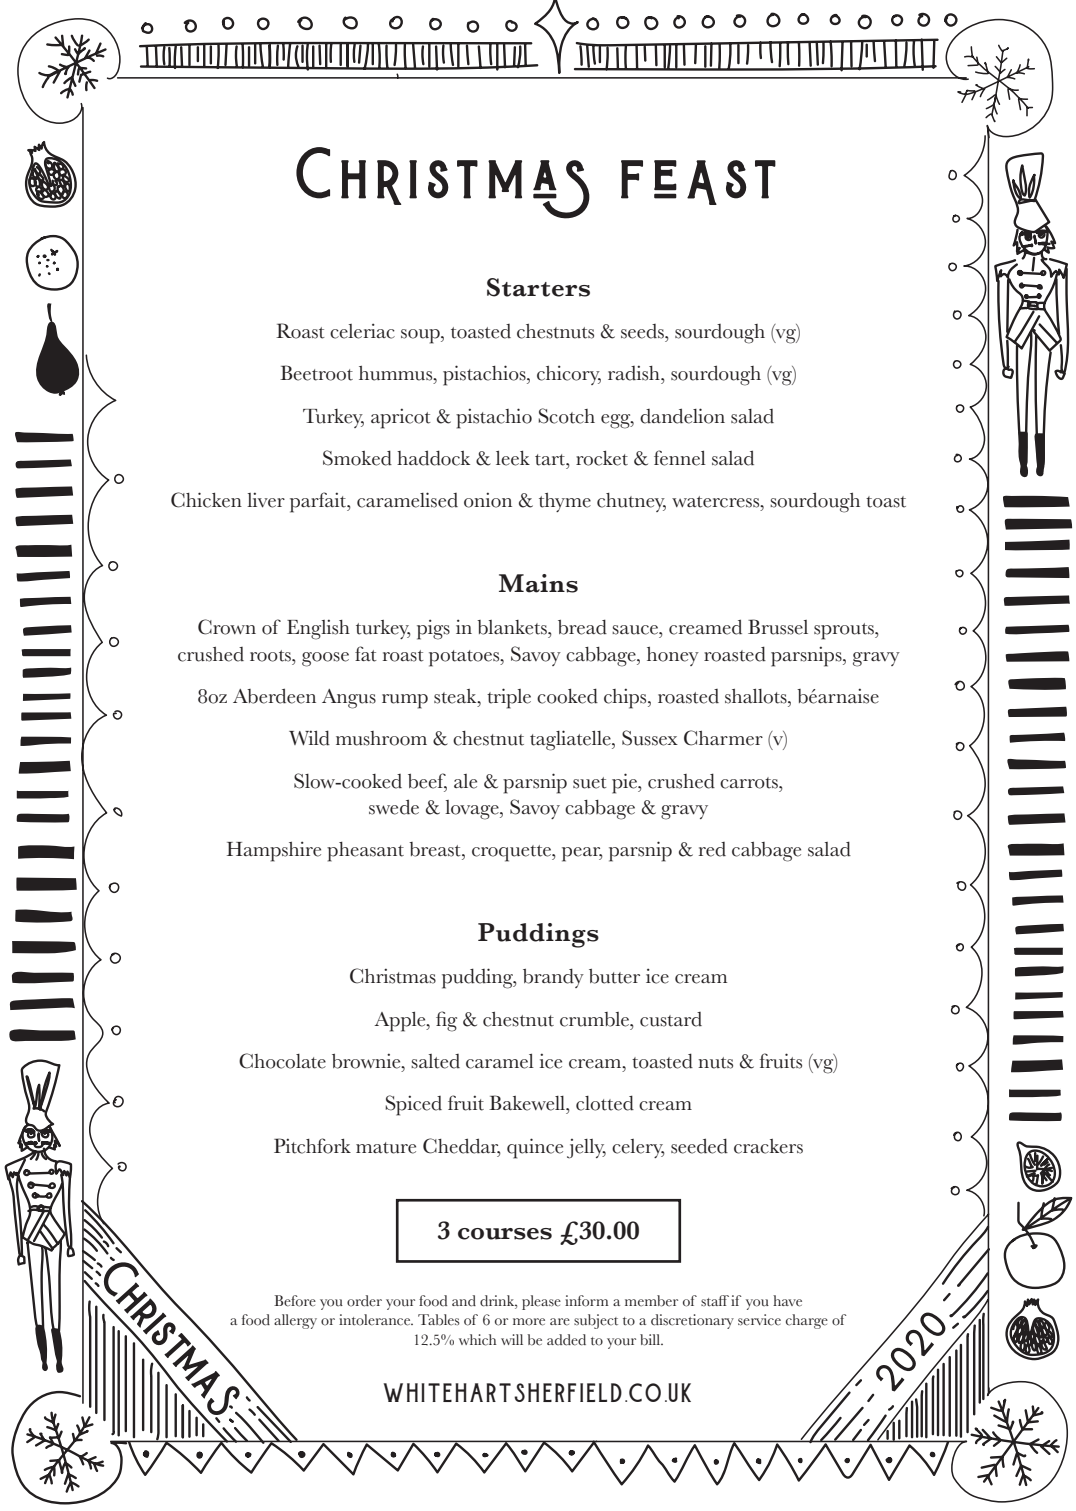 CHRISTMAS FEAST
Starters
Roast celeriac soup, toasted chestnuts & seeds, sourdough (vg)
Beetroot hummus, pistachios, chicory, radish, sourdough (vg)
Turkey, apricot & pistachio Scotch egg, dandelion salad
Smoked haddock & leek tart, rocket & fennel salad
Chicken liver parfait, caramelised onion & thyme chutney, watercress, sourdough toast
Mains
Crown of English turkey, pigs in blankets, bread sauce, creamed Brussel sprouts,
crushed roots, goose fat roast potatoes, Savoy cabbage, honey roasted parsnips, gravy
8oz Aberdeen Angus rump steak, triple cooked chips, roasted shallots, béarnaise
Wild mushroom & chestnut tagliatelle, Sussex Charmer (v)
Slow-cooked beef, ale & parsnip suet pie, crushed carrots,
swede & lovage, Savoy cabbage & gravy
Hampshire pheasant breast, croquette, pear, parsnip & red cabbage salad
Puddings
Christmas pudding, brandy butter ice cream
Apple, fig & chestnut crumble, custard
Chocolate brownie, salted caramel ice cream, toasted nuts & fruits (vg)
Spiced fruit Bakewell, clotted cream
Pitchfork mature Cheddar, quince jelly, celery, seeded crackers
3 courses £30.00
Before you order your food and drink, please inform a member of staff if you have
a food allergy or intolerance. Tables of 6 or more are subject to a discretionary service charge of
12.5% which will be added to your bill.
WHITEHARTSHERFIELD.CO.UK
CHRISTMAS
2020